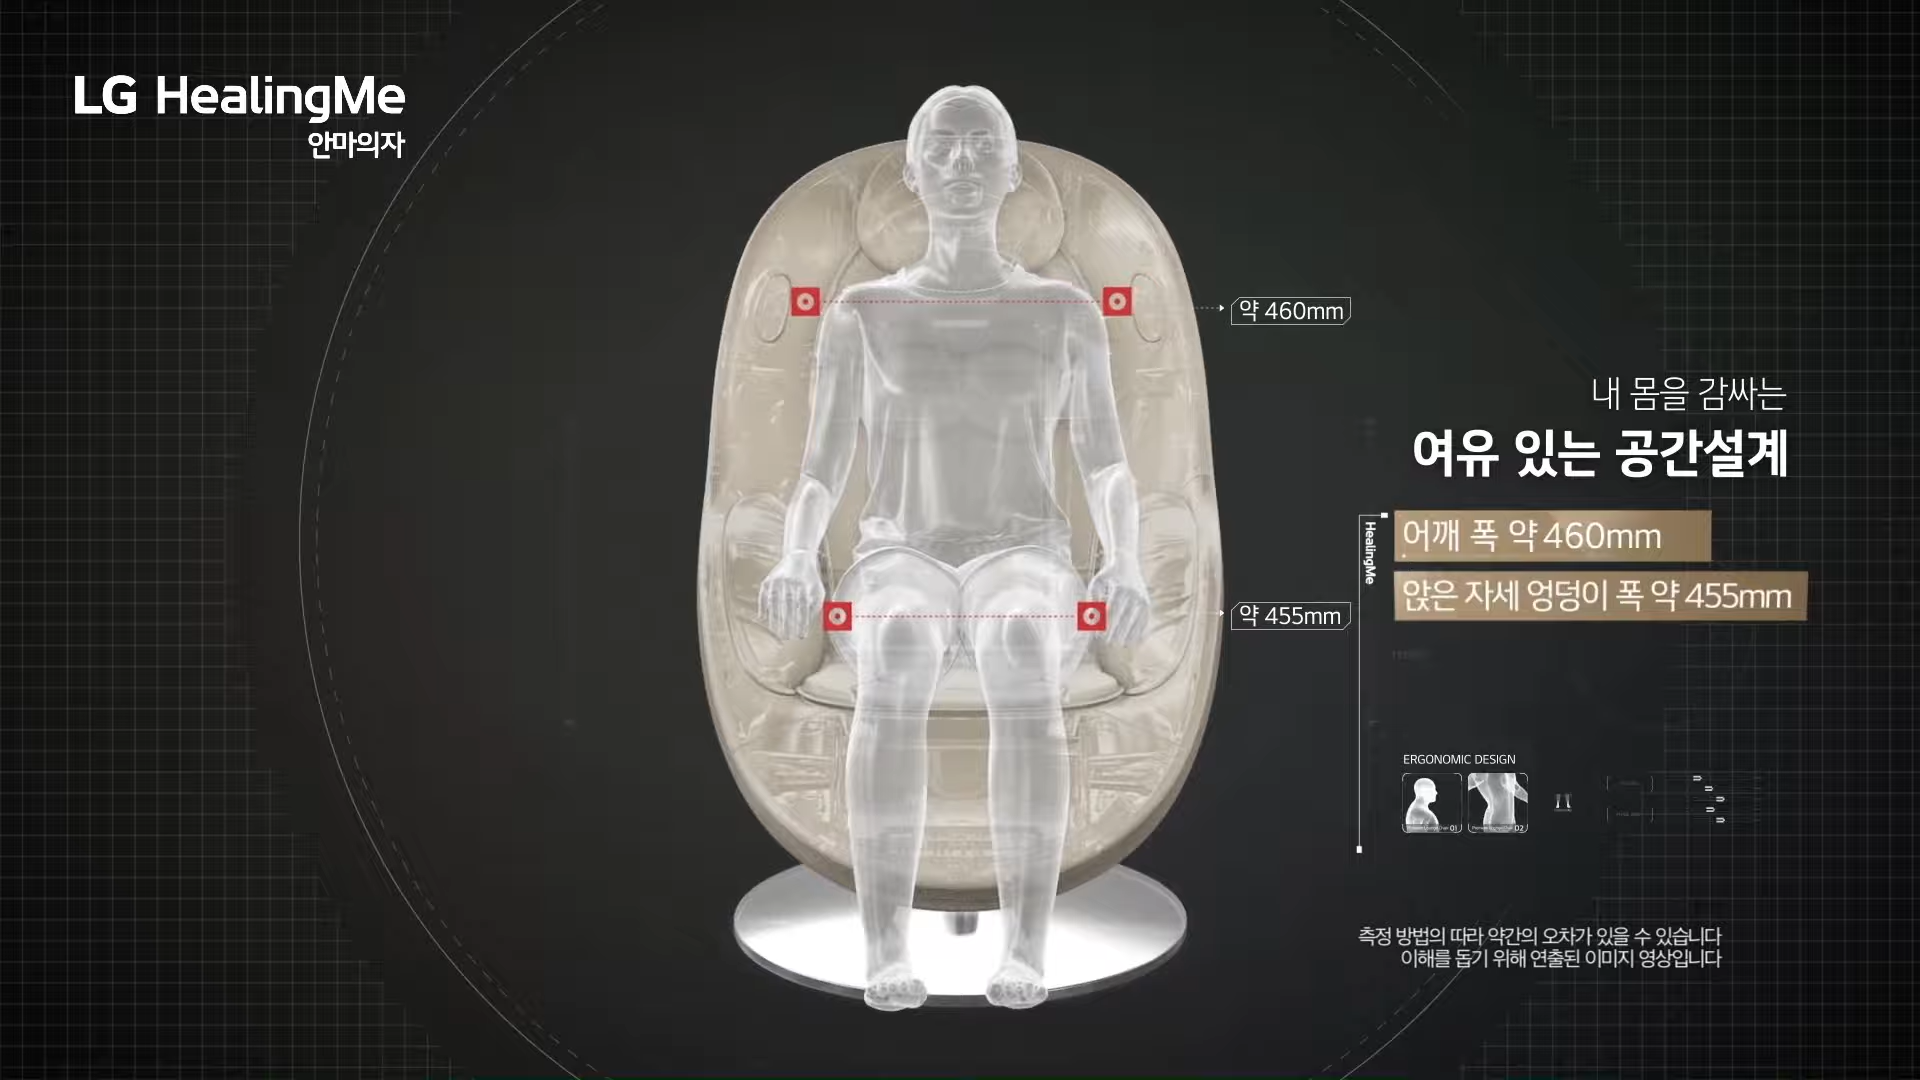 LG HealingMe
안마의자
약 460mm
내 몸을 감싸는
여유 있는 공간설계
HealingMe
어깨 폭 약 460mm
앉은 자세 엉덩이 폭 약 455mm
약 455mm
ERGONOMIC DESIGN
01
02
측정 방법의 따라 약간의 오차가 있을 수 있습니다
이해를 돕기 위해 연출된 이미지 영상입니다